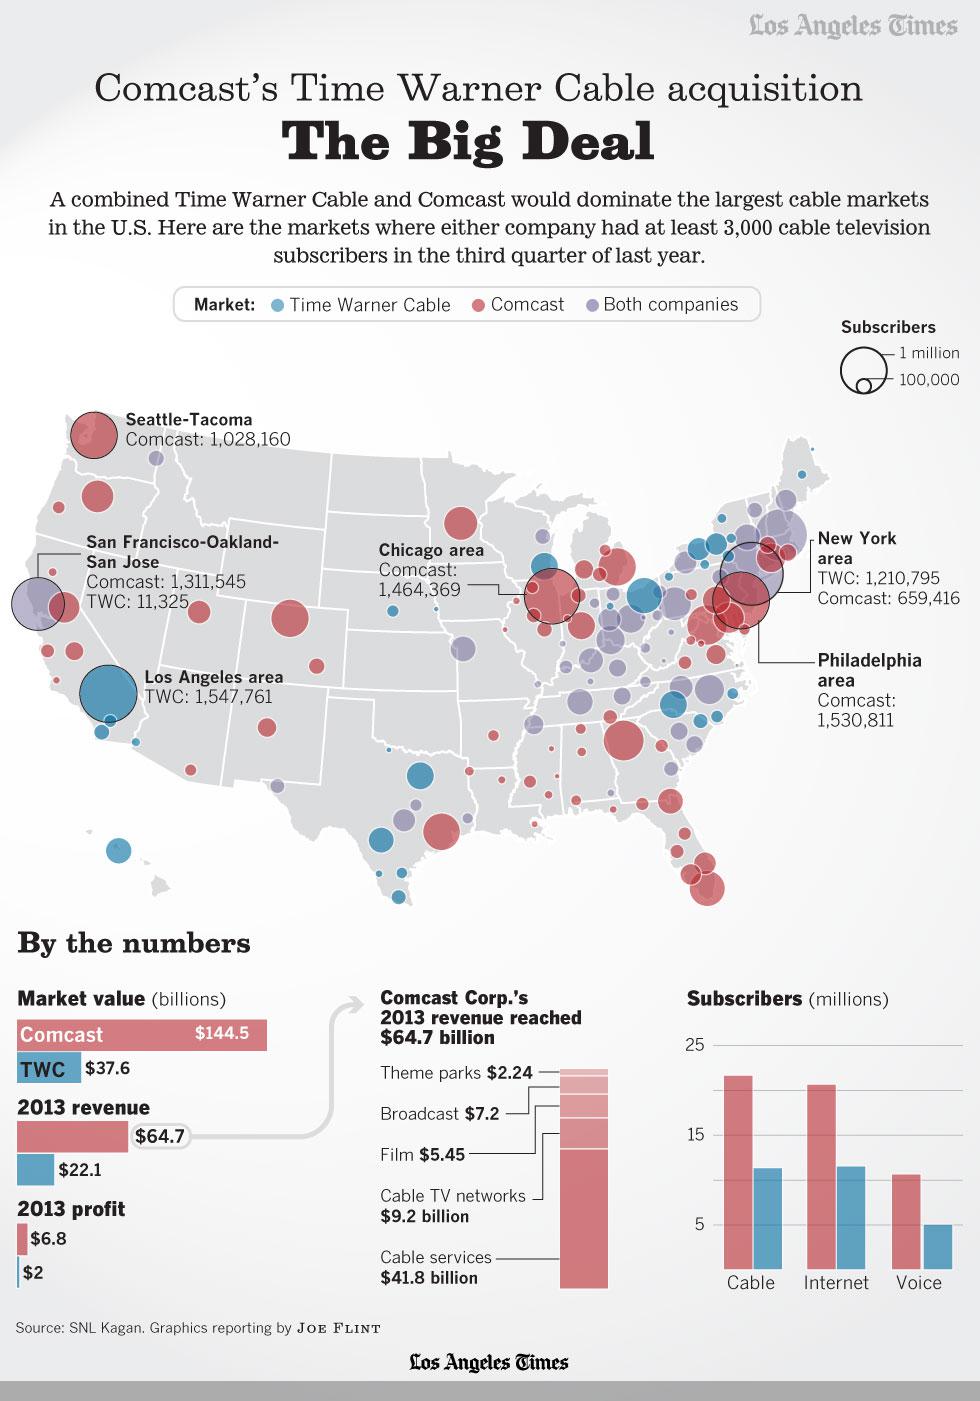 Los Angeles Times
Comcast's Time Warner Cable acquisition
The Big Deal
A combined Time Warner Cable and Comcast would dominate the largest cable markets
in the U.S. Here are the markets where either company had at least 3,000 cable television
subscribers in the third quarter of last year.
Market: Time Warner Cable Comcast Both companies
Subscribers
1 million
100,000
Seattle-Tacoma
Comcast: 1,028,160
San Francisco-Oakland-
San Jose
Comcast: 1,311,545
TWC: 11,325
Chicago area
Comcast:
1,464,369
New York
area
TWC: 1,210,795
Comcast: 659,416
Los Angeles area
TWC: 1,547,761
Philadelphia
area
Comcast:
1,530,811
By the numbers
Market value (billions)
Comcast $144.5
TWC $37.6
2013 revenue
$64.7
$22.1
2013 profit
$6.8
$2
Comcast Corp.'s
2013 revenue reached
$64.7 billion
Theme parks $2.24
Broadcast $7.2
Film $5.45
Cable TV networks
$9.2 billion
Cable services
$41.8 billion
Subscribers (millions)
25
15
5
Cable Internet Voice
Source: SNL Kagan. Graphics reporting by JOE FLINT
Los Angeles Times